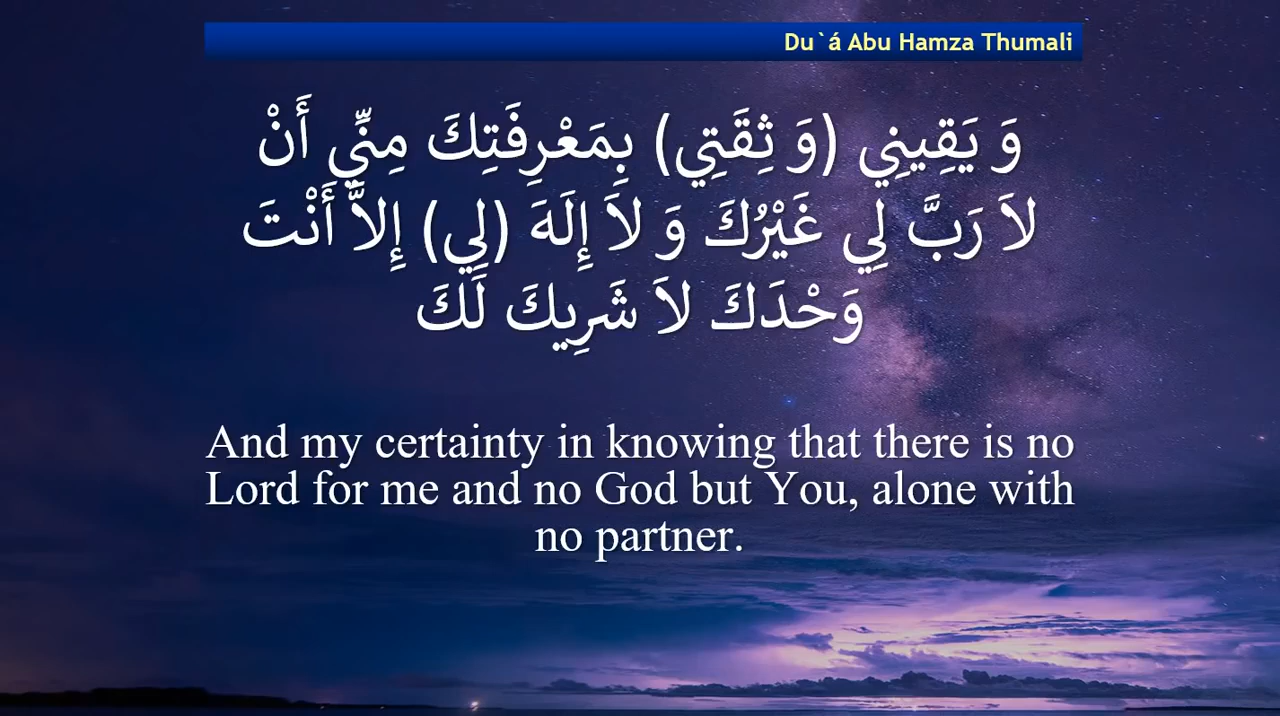 Du`á Abu Hamza Thumali
وَ يَقِينِي (وَ ثِقَتِي) بِمَعْرِفَتِكَ مِنِّي أَنْ
لاَ رَبَّ لِي غَيْرُكَ وَ لاَ إِلَهَ (لِي) إِلاَّ أَنْتَ
وَحْدَكَ لاَ شَرِيكَ لَكَ
And my certainty in knowing that there is no
Lord for me and no God but You, alone with
no partner.